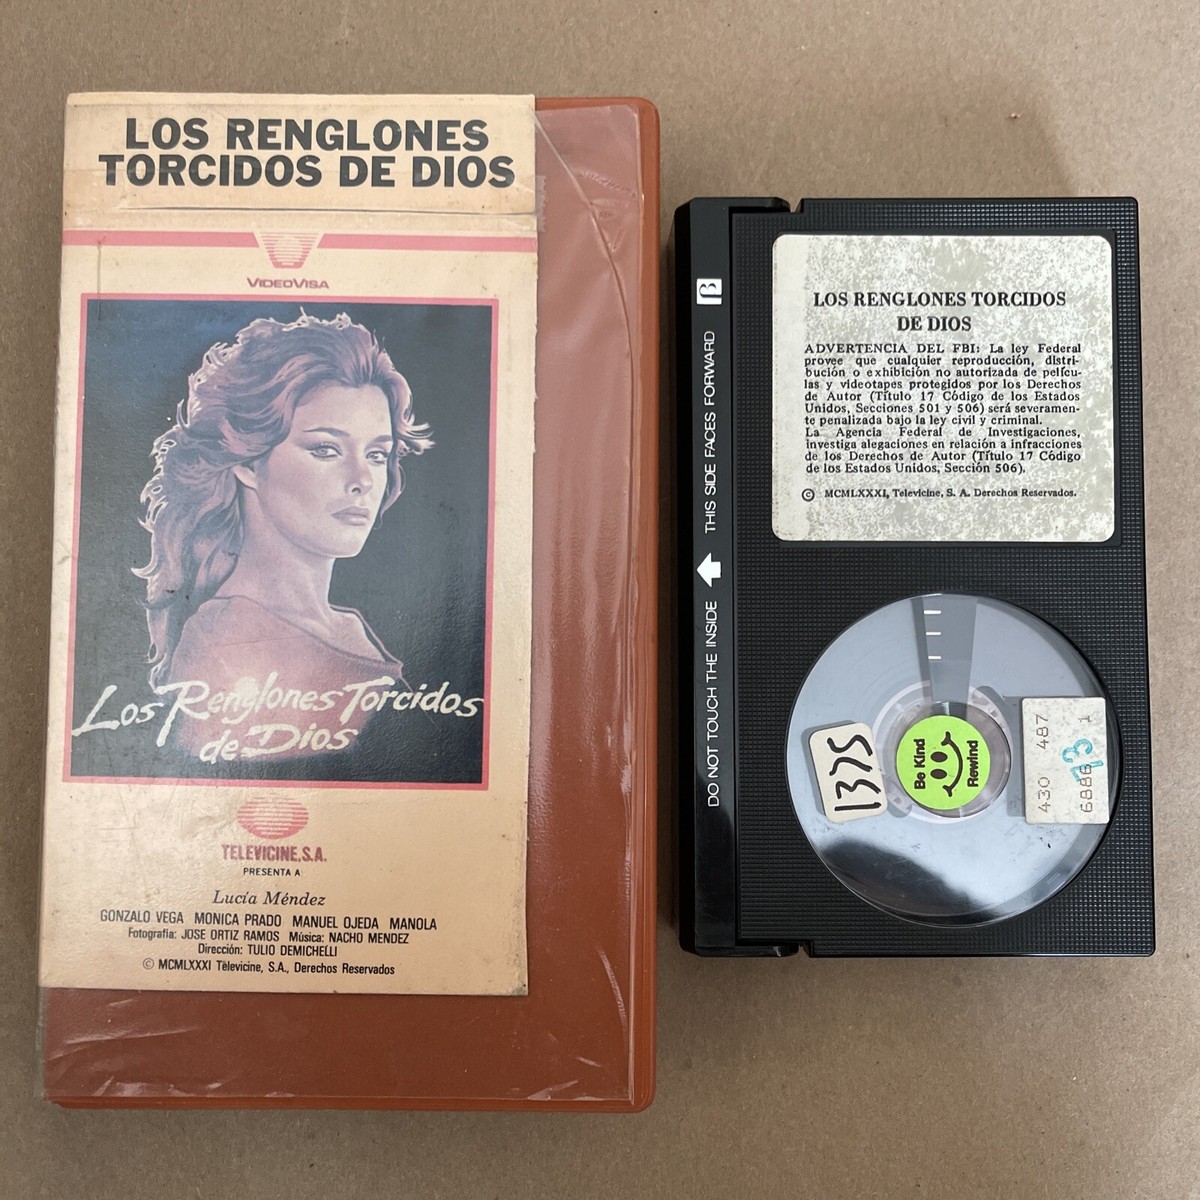 LOS RENGLONES
TORCIDOS DE DIOS
VIDEOVISA
Los Renglones Torcidos
de Dios
TELEVICINE, S.A.
PRESENTA A
Lucía Méndez
GONZALO VEGA MONICA PRADO MANUEL OJEDA MANOLA
Fotografía: JOSE ORTIZ RAMOS Música: NACHO MENDEZ
Dirección: TULIO DEMICHELLI
© MCMLXXXI Televicine, S.A., Derechos Reservados
β
THIS SIDE FACES FORWARD
DO NOT TOUCH THE INSIDE
LOS RENGLONES TORCIDOS
DE DIOS
ADVERTENCIA DEL FBI: La ley Federal
provee que cualquier reproducción, distri-
bución o exhibición no autorizada de pelícu-
las y videotapes protegidos por los Derechos
de Autor (Título 17 Código de los Estados
Unidos, Secciones 501 y 506) será severamen-
te penalizada bajo la ley civil y criminal.
La Agencia Federal de Investigaciones,
investiga alegaciones en relación a infracciones
de los Derechos de Autor (Título 17 Código
de los Estados Unidos, Sección 506).
© MCMLXXXI, Televicine, S. A. Derechos Reservados.
1375
Be Kind
Rewind
430 487